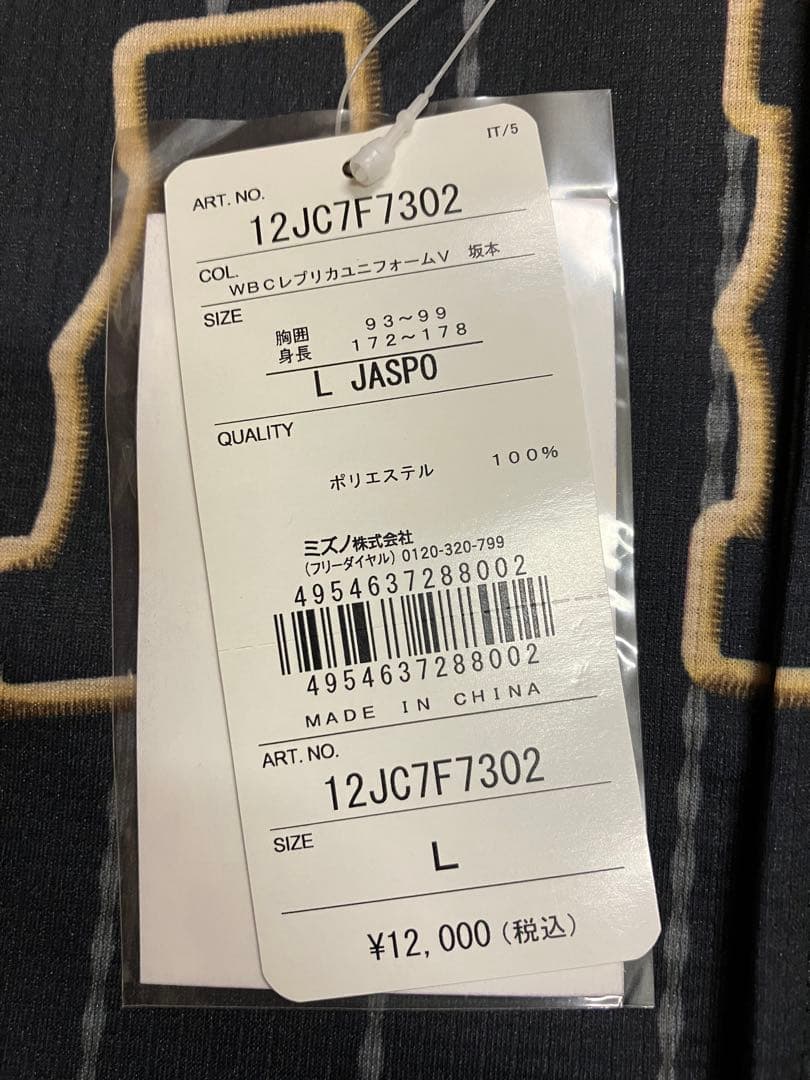 IT/5
ART. NO.
12JC7F7302
COL.
WBCレプリカユニフォームV 坂本
SIZE
胸囲 93～99
身長 172～178
L JASPO
QUALITY
ポリエステル 100%
ミズノ株式会社
(フリーダイヤル) 0120-320-799
4954637288002
4954637288002
MADE IN CHINA
ART. NO.
12JC7F7302
SIZE
L
¥12,000(税込)